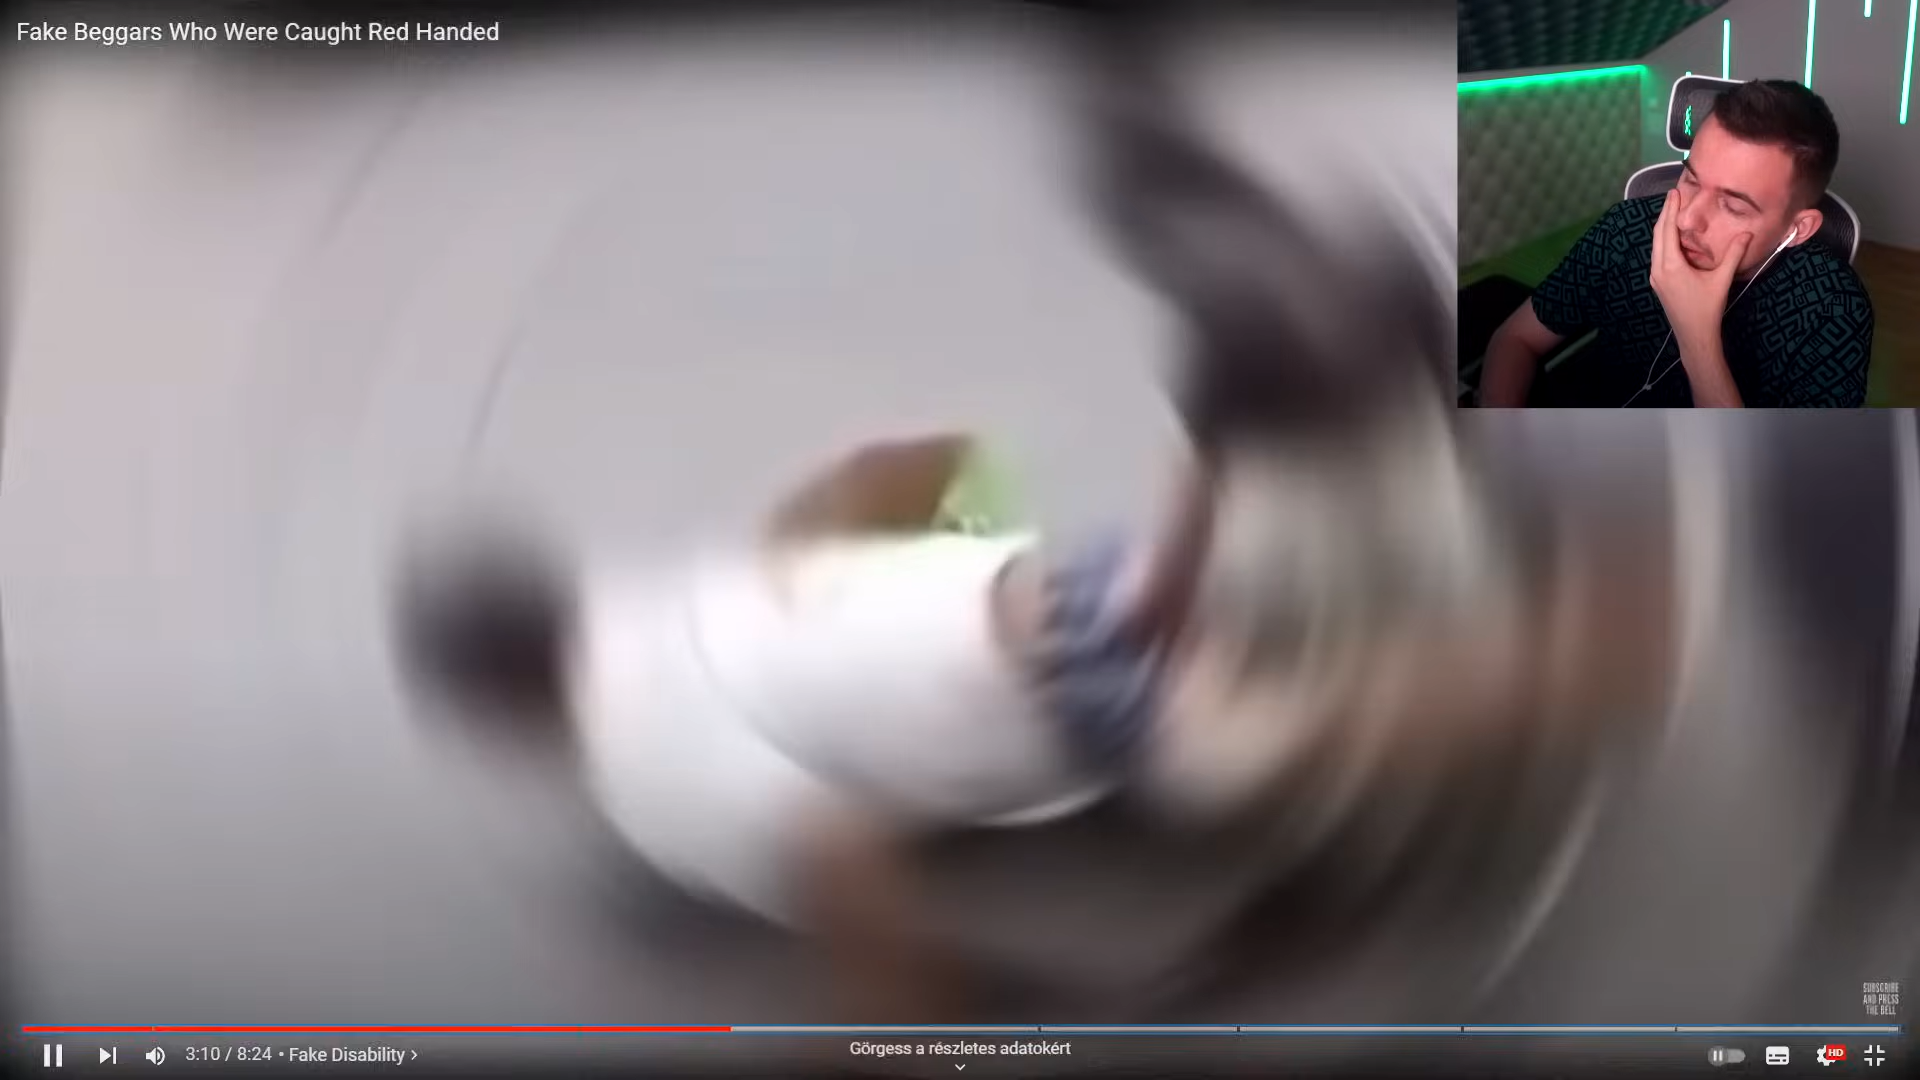 Fake Beggars Who Were Caught Red Handed
SUBSCRIBE
AND PRESS
THE BELL
3:10 / 8:24 • Fake Disability
Görgess a részletes adatokért
HD